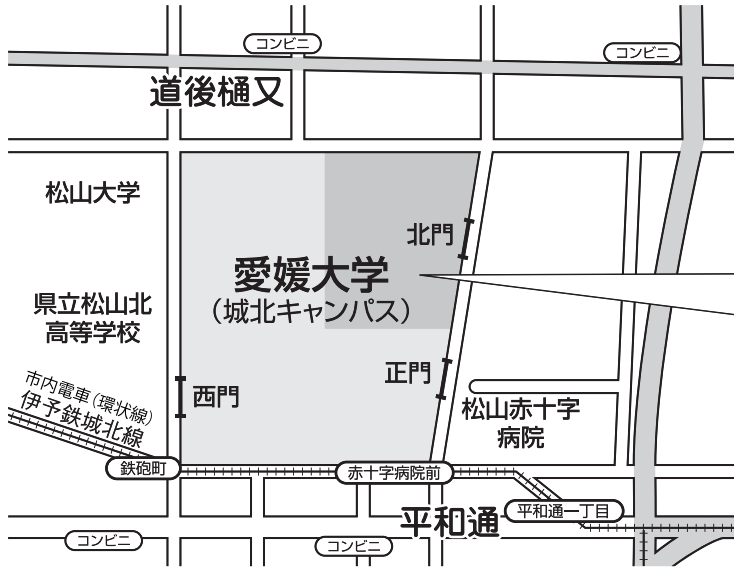 コンビニ
コンビニ
道後樋又
松山大学
北門
愛媛大学
（城北キャンパス）
県立松山北
高等学校
正門
市内電車（環状線）
伊予鉄城北線
西門
松山赤十字
病院
鉄砲町
赤十字病院前
平和通
平和通一丁目
コンビニ
コンビニ